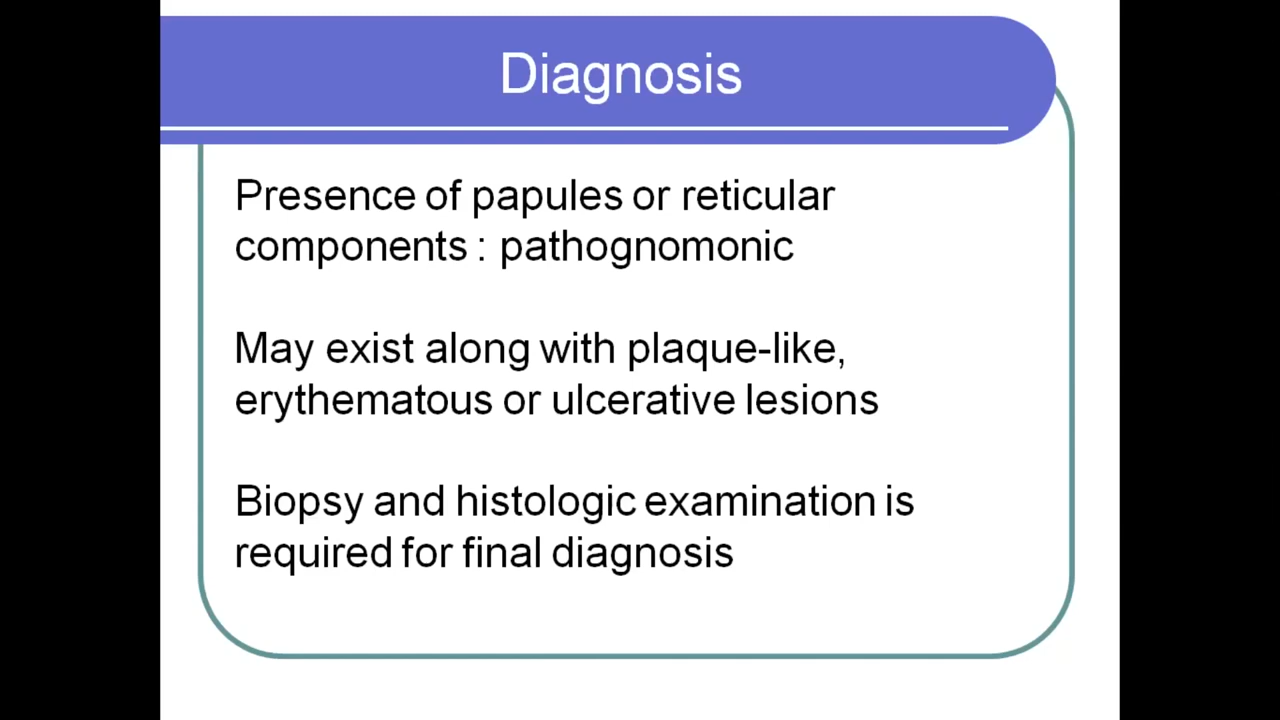 Diagnosis
Presence of papules or reticular
components : pathognomonic
May exist along with plaque-like,
erythematous or ulcerative lesions
Biopsy and histologic examination is
required for final diagnosis